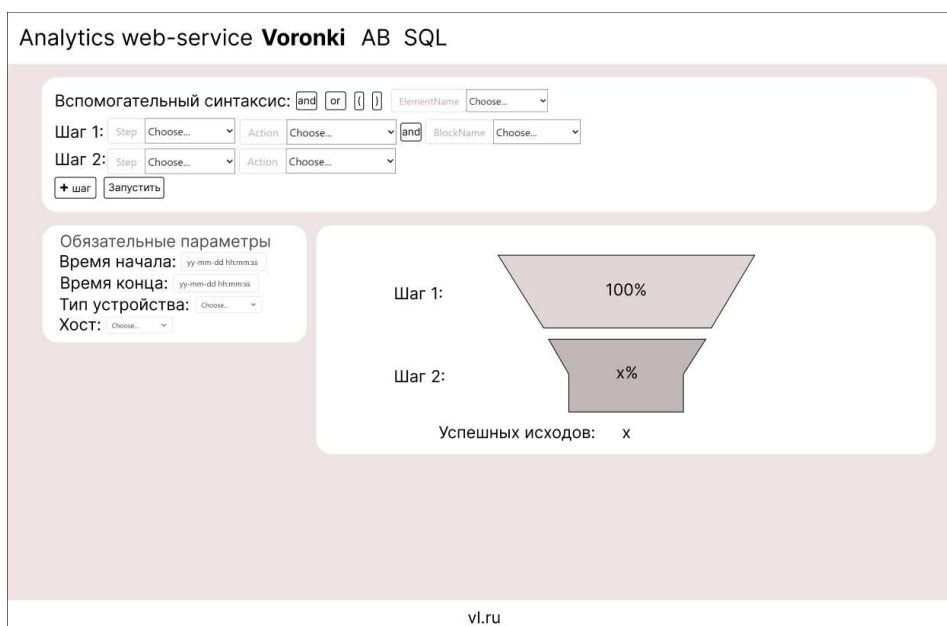 Analytics web-service Voronki AB SQL
Вспомогательный синтаксис: and or ( ) ElementName Choose...
Шаг 1: Step Choose... Action Choose... and BlockName Choose...
Шаг 2: Step Choose... Action Choose...
+ шаг Запустить
Обязательные параметры
Время начала: yy-mm-dd hh:mm:ss
Время конца: yy-mm-dd hh:mm:ss
Тип устройства: Choose...
Хост: Choose...
Шаг 1: 100%
Шаг 2: x%
Успешных исходов: x
vl.ru